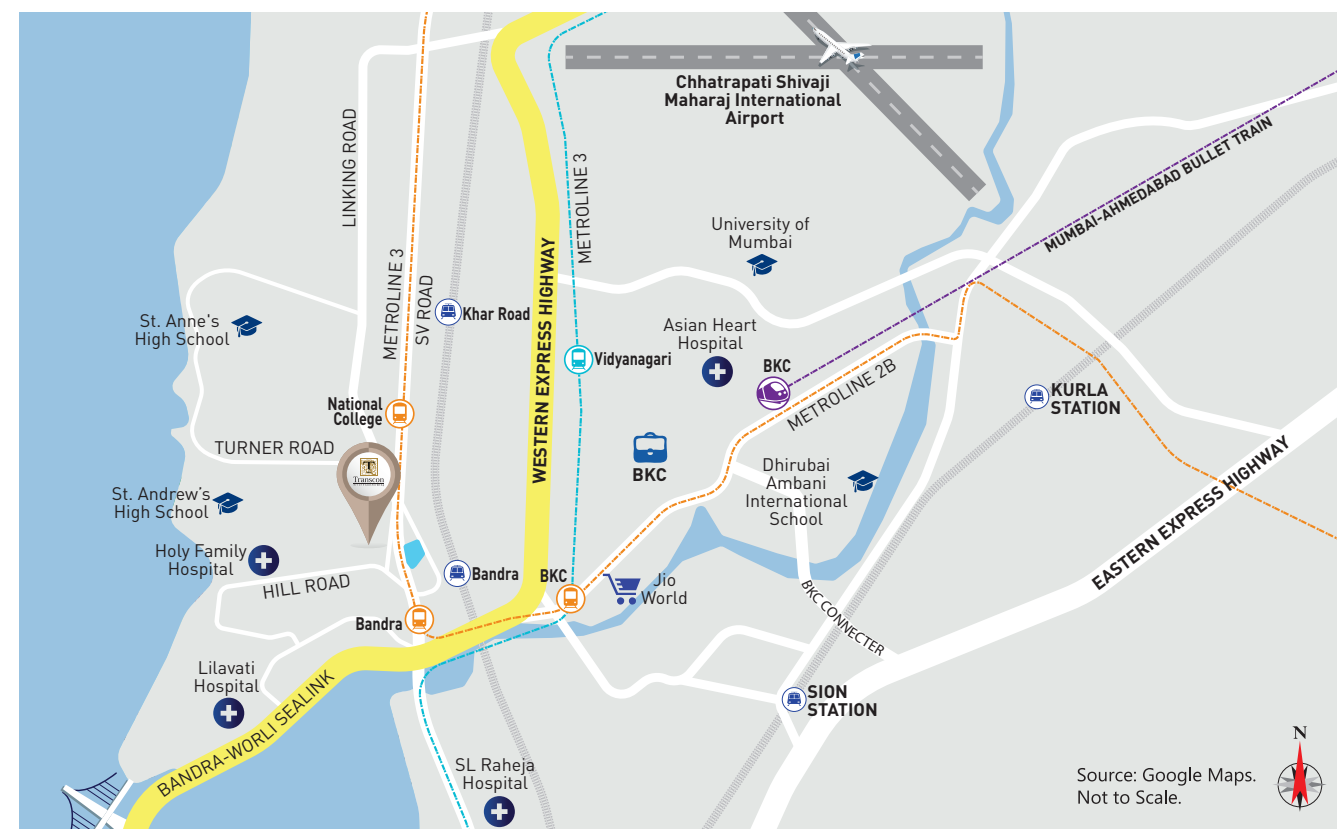 Chhatrapati Shivaji
Maharaj International
Airport
LINKING ROAD
METROLINE 3
SV ROAD
METROLINE 3
WESTERN EXPRESS HIGHWAY
MUMBAI-AHMEDABAD BULLET TRAIN
University of
Mumbai
St. Anne's
High School
Khar Road
Vidyanagari
Asian Heart
Hospital
BKC
METROLINE 2B
KURLA
STATION
National
College
TURNER ROAD
Transcon
BKC
Dhirubai
Ambani
International
School
EASTERN EXPRESS HIGHWAY
St. Andrew's
High School
Holy Family
Hospital
HILL ROAD
Bandra
BKC
Jio
World
Bandra
BKC CONNECTER
Lilavati
Hospital
BANDRA-WORLI SEALINK
SION
STATION
SL Raheja
Hospital
N
Source: Google Maps.
Not to Scale.